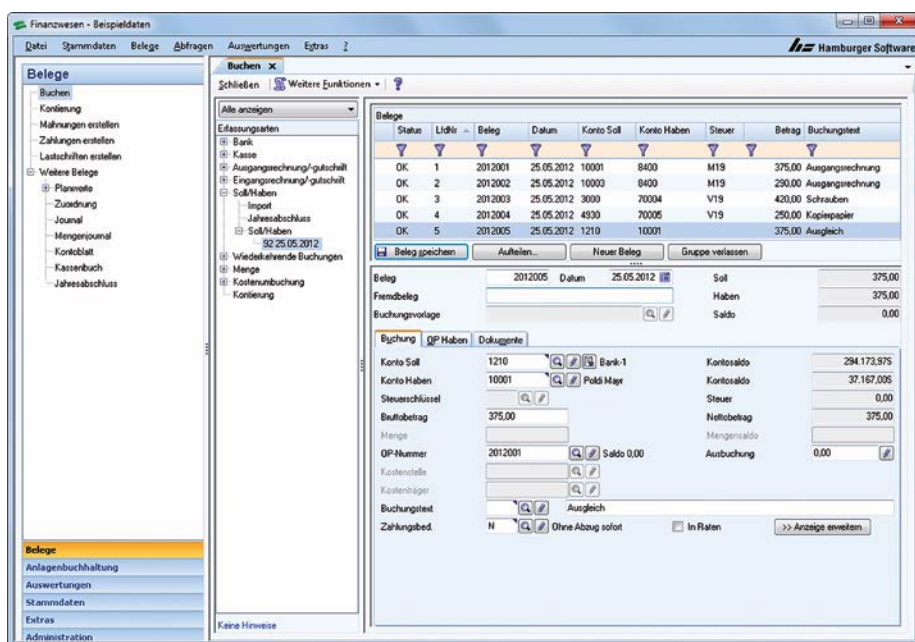 Finanzwesen - Beispieldaten
Datei Stammdaten Belege Abfragen Auswertungen Extras ?
Hamburger Software
Belege
Buchen
Kontierung
Mahnungen erstellen
Zahlungen erstellen
Lastschriften erstellen
Weitere Belege
Planwerte
Zuordnung
Journal
Mengenjournal
Kontoblatt
Kassenbuch
Jahresabschluss
Belege
Anlagenbuchhaltung
Auswertungen
Stammdaten
Extras
Administration
Buchen x
Schließen Weitere Funktionen ?
Alle anzeigen
Erfassungsarten
Bank
Kasse
Ausgangsrechnung/-gutschrift
Eingangsrechnung/-gutschrift
Soll/Haben
Import
Jahresabschluss
Soll/Haben
92 25.05.2012
Wiederkehrende Buchungen
Menge
Kostenumbuchung
Kontierung
Keine Hinweise
Belege
Status LfdNr Beleg Datum Konto Soll Konto Haben Steuer Betrag Buchungstext
OK 1 2012001 25.05.2012 10001 8400 M19 375,00 Ausgangsrechnung
OK 2 2012002 25.05.2012 10003 8400 M19 290,00 Ausgangsrechnung
OK 3 2012003 25.05.2012 3000 70004 V19 420,00 Schrauben
OK 4 2012004 25.05.2012 4930 70005 V19 250,00 Kopierpapier
OK 5 2012005 25.05.2012 1210 10001 375,00 Ausgleich
Beleg speichern Aufteilen... Neuer Beleg Gruppe verlassen
Beleg 2012005 Datum 25.05.2012 Soll 375,00
Fremdbeleg Haben 375,00
Buchungsvorlage Saldo 0,00
Buchung OP Haben Dokumente
Konto Soll 1210 Bank-1 Kontosaldo 294.173,97S
Konto Haben 10001 Poldi Mayr Kontosaldo 37.167,00S
Steuerschlüssel Steuer 0,00
Bruttobetrag 375,00 Nettobetrag 375,00
Menge Mengensaldo
OP-Nummer 2012001 Saldo 0,00 Ausbuchung 0,00
Kostenstelle
Kostenträger
Buchungstext Ausgleich
Zahlungsbed. N Ohne Abzug sofort In Raten >> Anzeige erweitern